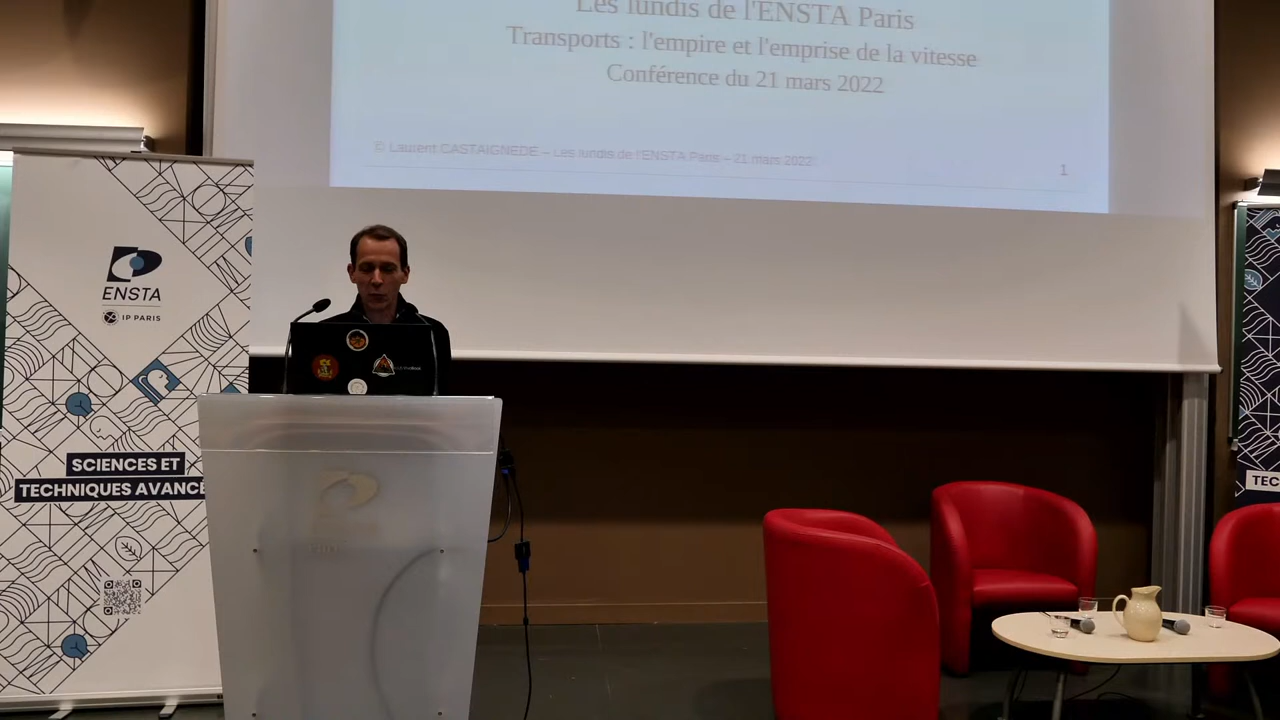 Les lundis de l'ENSTA Paris
Transports : l'empire et l'emprise de la vitesse
Conférence du 21 mars 2022
© Laurent CASTAIGNEDE – Les lundis de l'ENSTA Paris – 21 mars 2022
1
ENSTA
IP PARIS
SCIENCES ET
TECHNIQUES AVANCÉ
TEC